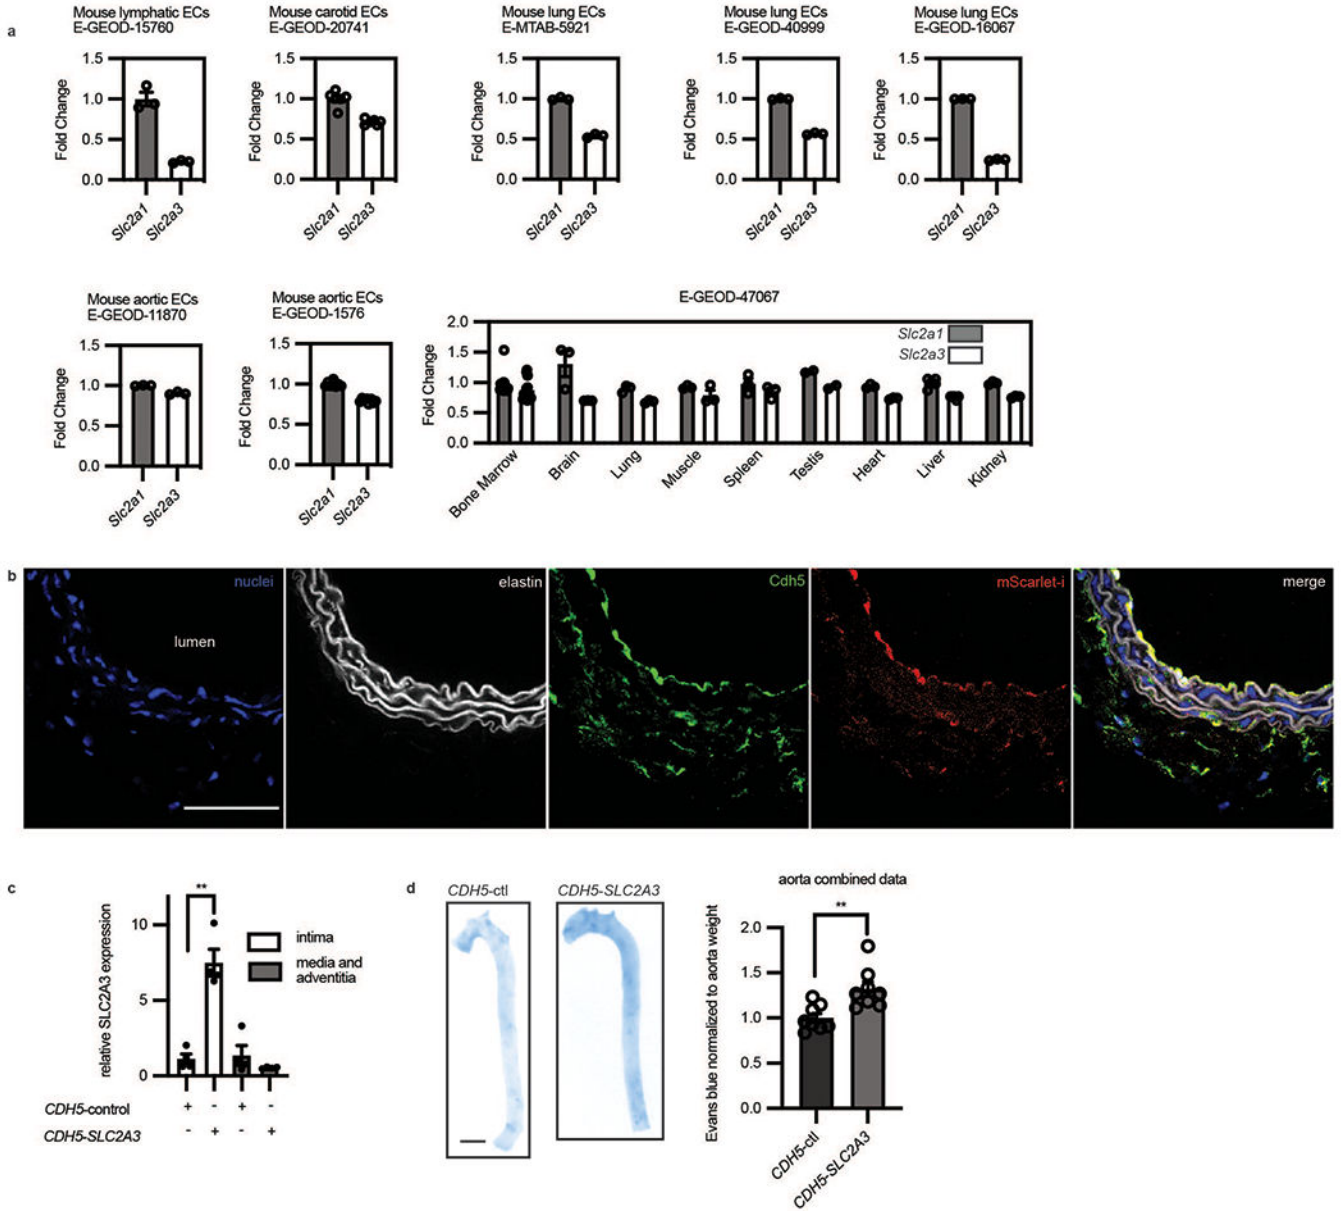 a
Mouse lymphatic ECs
E-GEOD-15760
Mouse carotid ECs
E-GEOD-20741
Mouse lung ECs
E-MTAB-5921
Mouse lung ECs
E-GEOD-40999
Mouse lung ECs
E-GEOD-16067
Fold Change
1.5
1.0
0.5
0.0
Slc2a1
Slc2a3
Fold Change
1.5
1.0
0.5
0.0
Slc2a1
Slc2a3
Fold Change
1.5
1.0
0.5
0.0
Slc2a1
Slc2a3
Fold Change
1.5
1.0
0.5
0.0
Slc2a1
Slc2a3
Fold Change
1.5
1.0
0.5
0.0
Slc2a1
Slc2a3
Mouse aortic ECs
E-GEOD-11870
Fold Change
1.5
1.0
0.5
0.0
Slc2a1
Slc2a3
Mouse aortic ECs
E-GEOD-1576
Fold Change
1.5
1.0
0.5
0.0
Slc2a1
Slc2a3
E-GEOD-47067
Fold Change
2.0
1.5
1.0
0.5
0.0
Slc2a1
Slc2a3
Bone Marrow
Brain
Lung
Muscle
Spleen
Testis
Heart
Liver
Kidney
b
nuclei
lumen
elastin
Cdh5
mScarlet-i
merge
c
relative SLC2A3 expression
10
5
0
**
intima
media and
adventitia
CDH5-control + - + -
CDH5-SLC2A3 - + - +
d
CDH5-ctl
CDH5-SLC2A3
aorta combined data
Evans blue normalized to aorta weight
2.0
1.5
1.0
0.5
0.0
**
CDH5-ctl
CDH5-SLC2A3